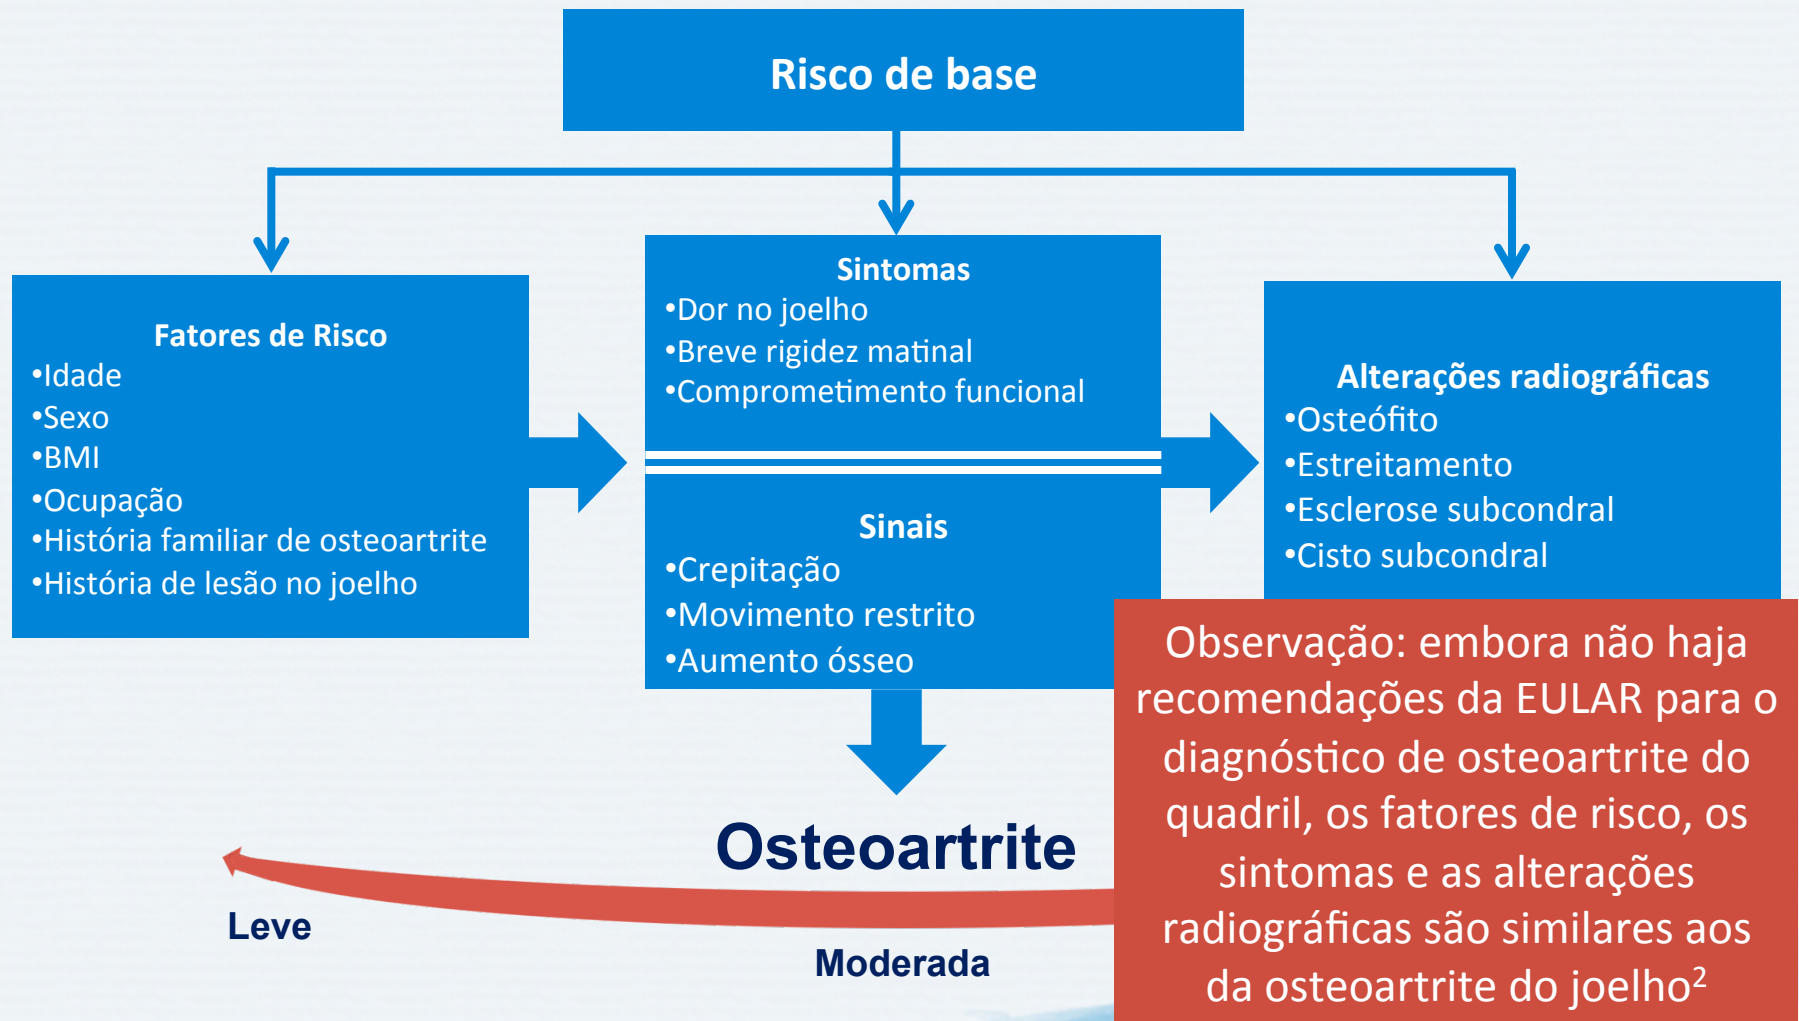 Risco de base
Fatores de Risco
•Idade
•Sexo
•BMI
•Ocupação
•História familiar de osteoartrite
•História de lesão no joelho
Sintomas
•Dor no joelho
•Breve rigidez matinal
•Comprometimento funcional
Sinais
•Crepitação
•Movimento restrito
•Aumento ósseo
Alterações radiográficas
•Osteófito
•Estreitamento
•Esclerose subcondral
•Cisto subcondral
Osteoartrite
Leve
Moderada
Observação: embora não haja
recomendações da EULAR para o
diagnóstico de osteoartrite do
quadril, os fatores de risco, os
sintomas e as alterações
radiográficas são similares aos
da osteoartrite do joelho²